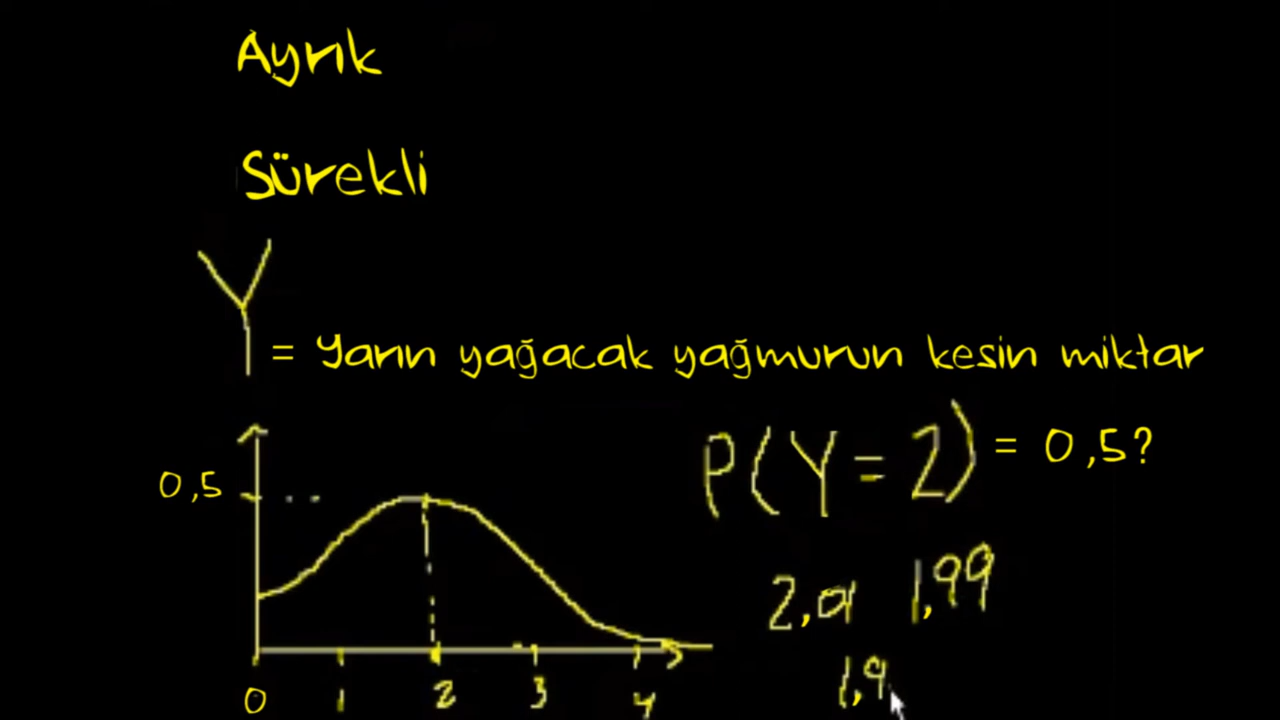 Ayrık
Sürekli
Y = Yarın yağacak yağmurun kesin miktar
P(Y=2) = 0,5?
0,5
2,01 1,99
1,9
0 1 2 3 4